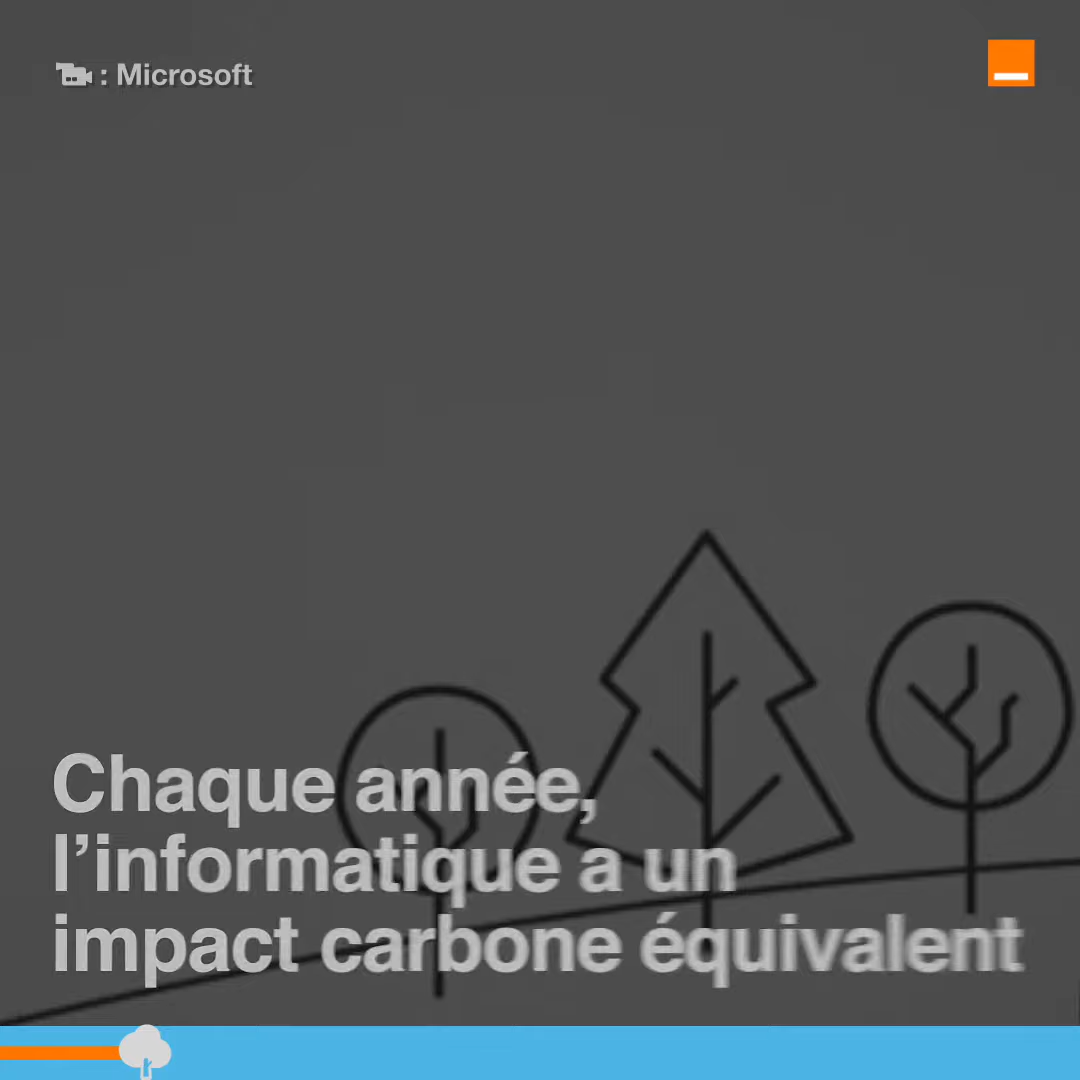 : Microsoft
Chaque année,
l’informatique a un
impact carbone équivalent